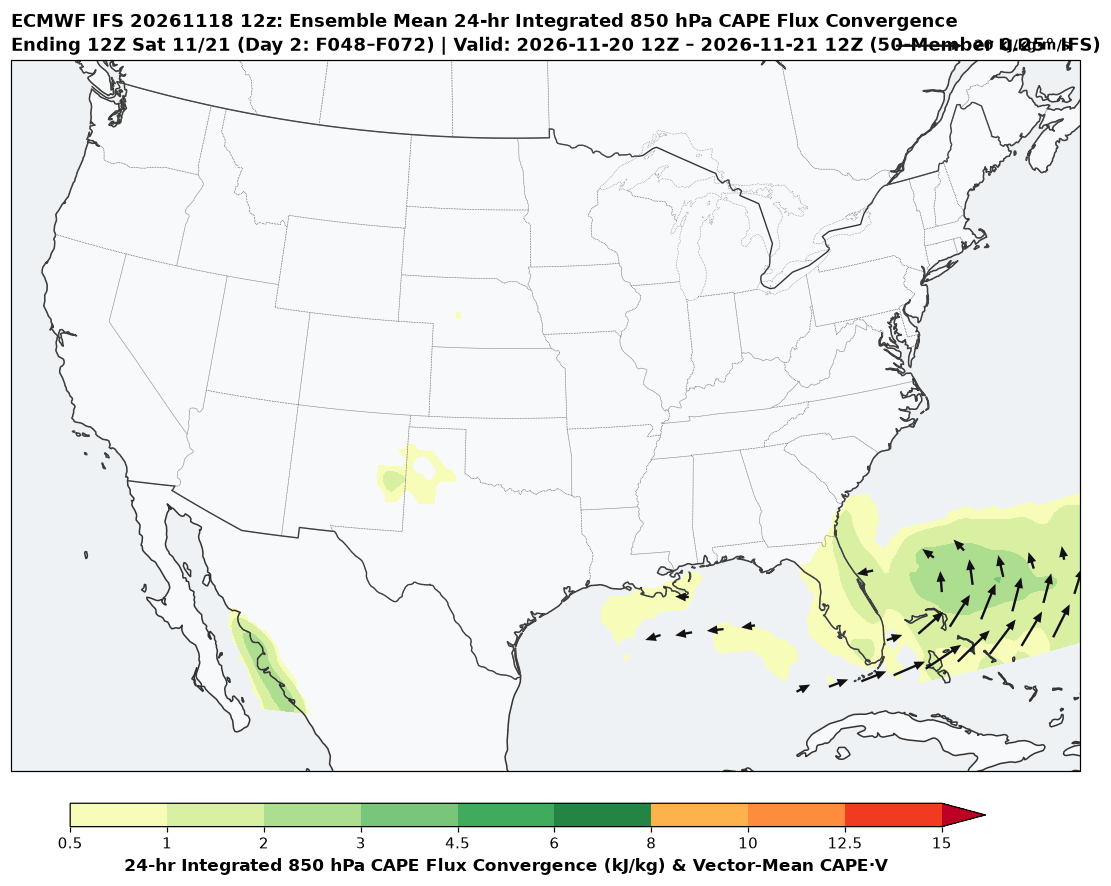 ECMWF IFS 20261118 12z: Ensemble Mean 24-hr Integrated 850 hPa CAPE Flux Convergence
Ending 12Z Sat 11/21 (Day 2: F048–F072) | Valid: 2026-11-20 12Z – 2026-11-21 12Z (50-Member 0.25° IFS)
0.5 1 2 3 4.5 6 8 10 12.5 15
24-hr Integrated 850 hPa CAPE Flux Convergence (kJ/kg) & Vector-Mean CAPE·V